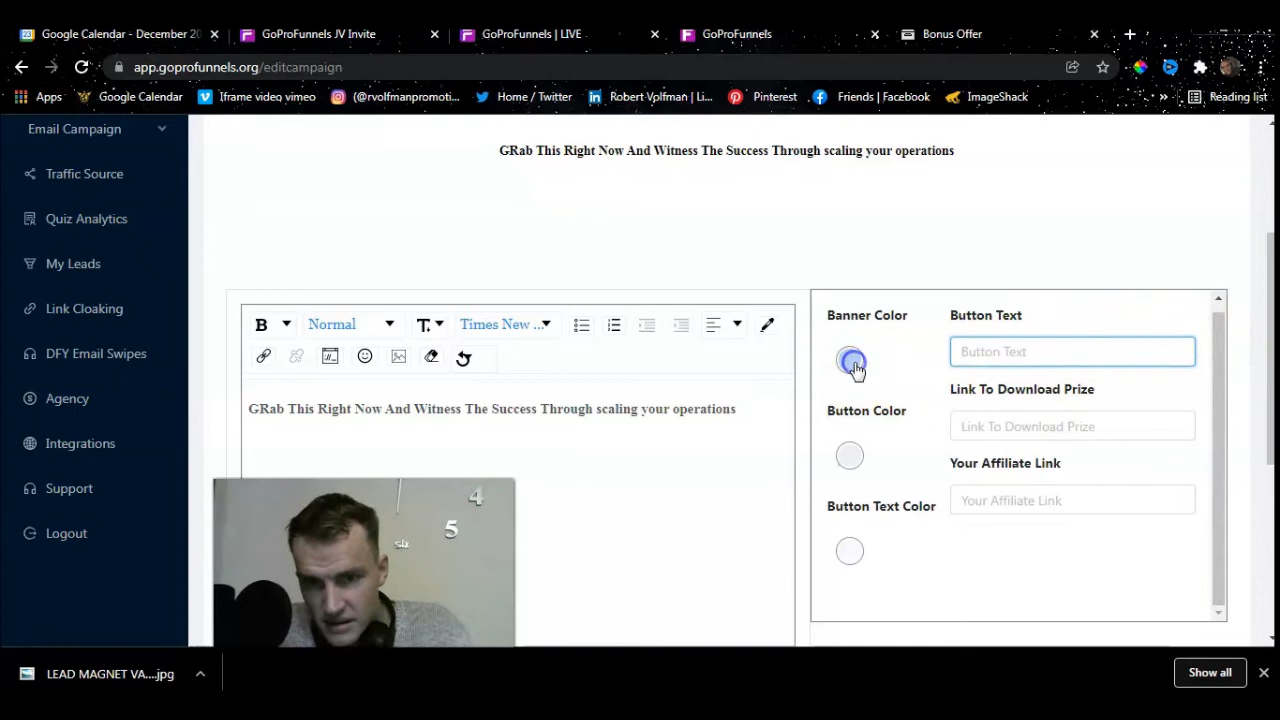 Google Calendar - December 20
GoProFunnels JV Invite
GoProFunnels | LIVE
GoProFunnels
Bonus Offer
app.goprofunnels.org/editcampaign
Apps
Google Calendar
Iframe video vimeo
(@rvolfmanpromoti...
Home / Twitter
Robert Volfman | Li...
Pinterest
Friends | Facebook
ImageShack
Reading list
Email Campaign
Traffic Source
Quiz Analytics
My Leads
Link Cloaking
DFY Email Swipes
Agency
Integrations
Support
Logout
GRab This Right Now And Witness The Success Through scaling your operations
B
Normal
T
Times New ...
GRab This Right Now And Witness The Success Through scaling your operations
4
5
six
Banner Color
Button Color
Button Text Color
Button Text
Button Text
Link To Download Prize
Link To Download Prize
Your Affiliate Link
Your Affiliate Link
LEAD MAGNET VA....jpg
Show all